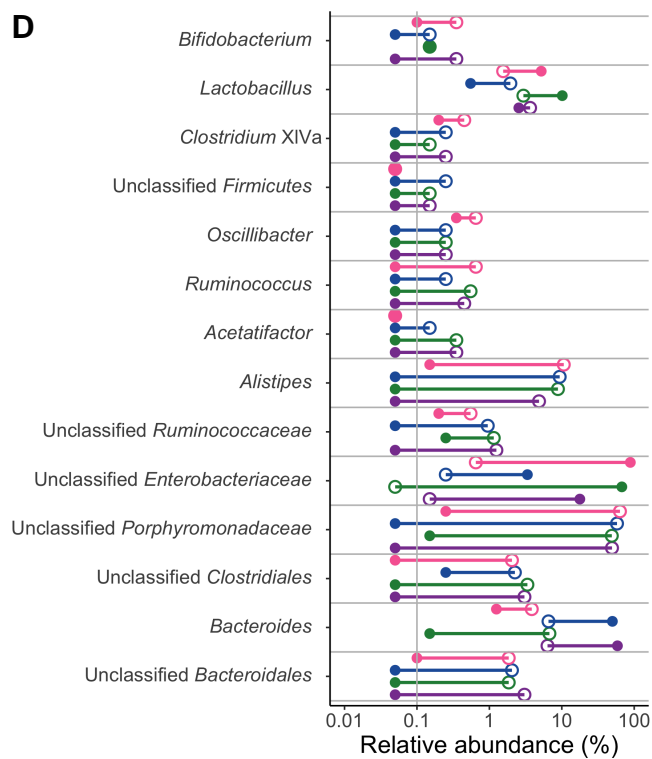 D
Bifidobacterium
Lactobacillus
Clostridium XIVa
Unclassified Firmicutes
Oscillibacter
Ruminococcus
Acetatifactor
Alistipes
Unclassified Ruminococcaceae
Unclassified Enterobacteriaceae
Unclassified Porphyromonadaceae
Unclassified Clostridiales
Bacteroides
Unclassified Bacteroidales
0.01 0.1 1 10 100
Relative abundance (%)